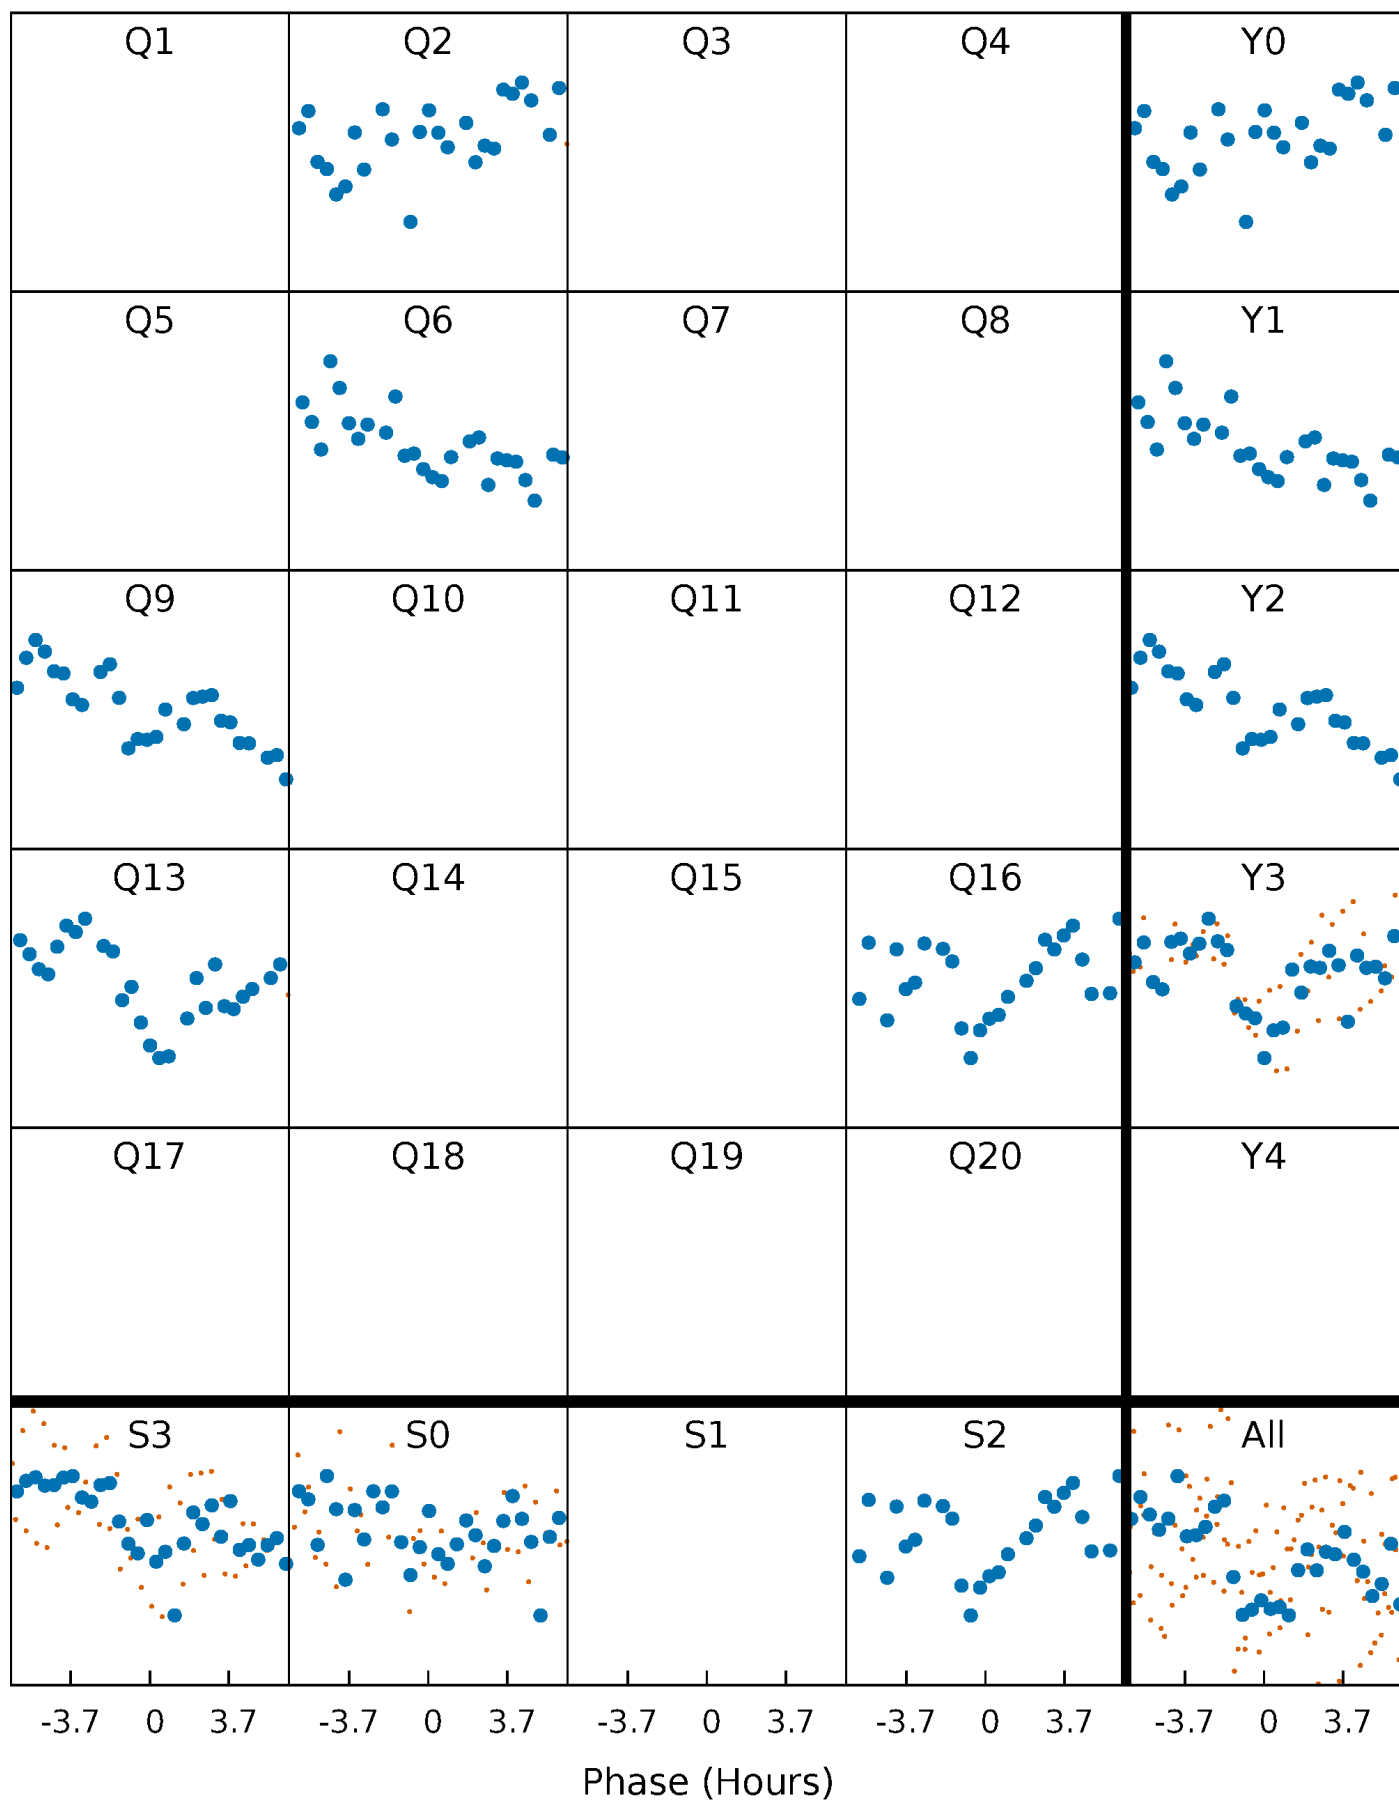 Q1 Q2 Q3 Q4 Y0
Q5 Q6 Q7 Q8 Y1
Q9 Q10 Q11 Q12 Y2
Q13 Q14 Q15 Q16 Y3
Q17 Q18 Q19 Q20 Y4
S3 S0 S1 S2 All
-3.7 0 3.7 -3.7 0 3.7 -3.7 0 3.7 -3.7 0 3.7 -3.7 0 3.7
Phase (Hours)